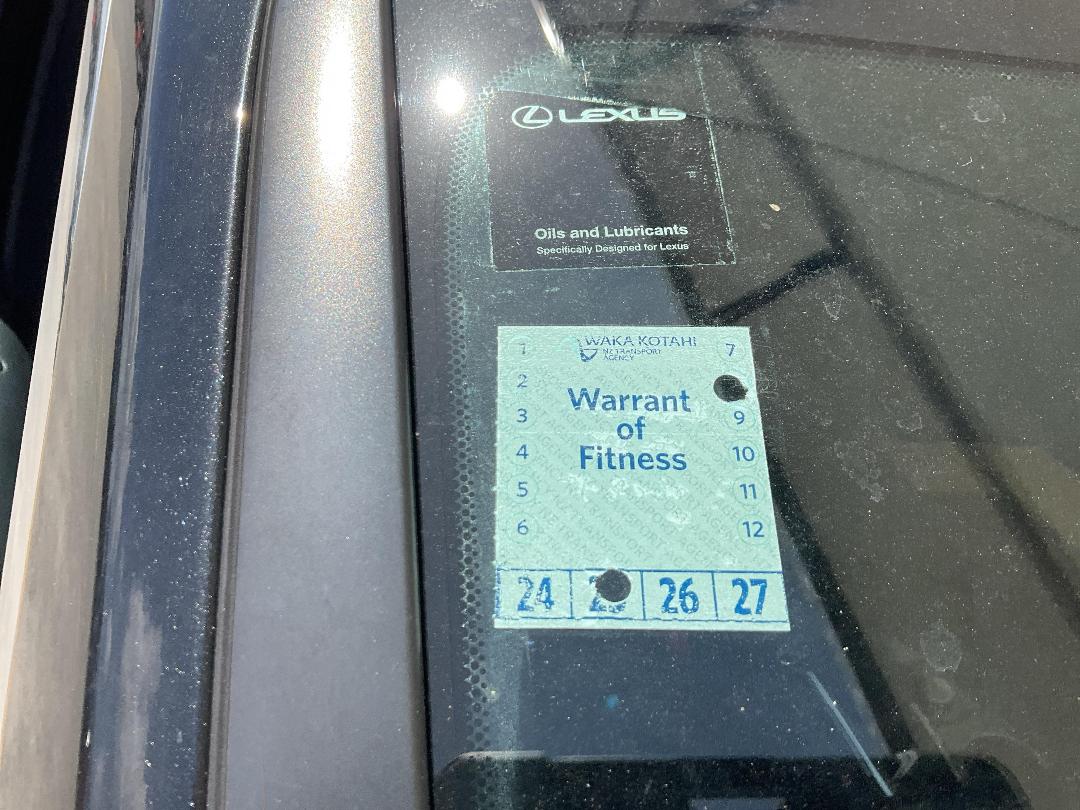 LEXUS
Oils and Lubricants
Specifically Designed for Lexus
WAKA KOTAHI
NZ TRANSPORT
AGENCY
1 7
2
3 9
4 10
5 11
6 12
Warrant
of
Fitness
24 26 27